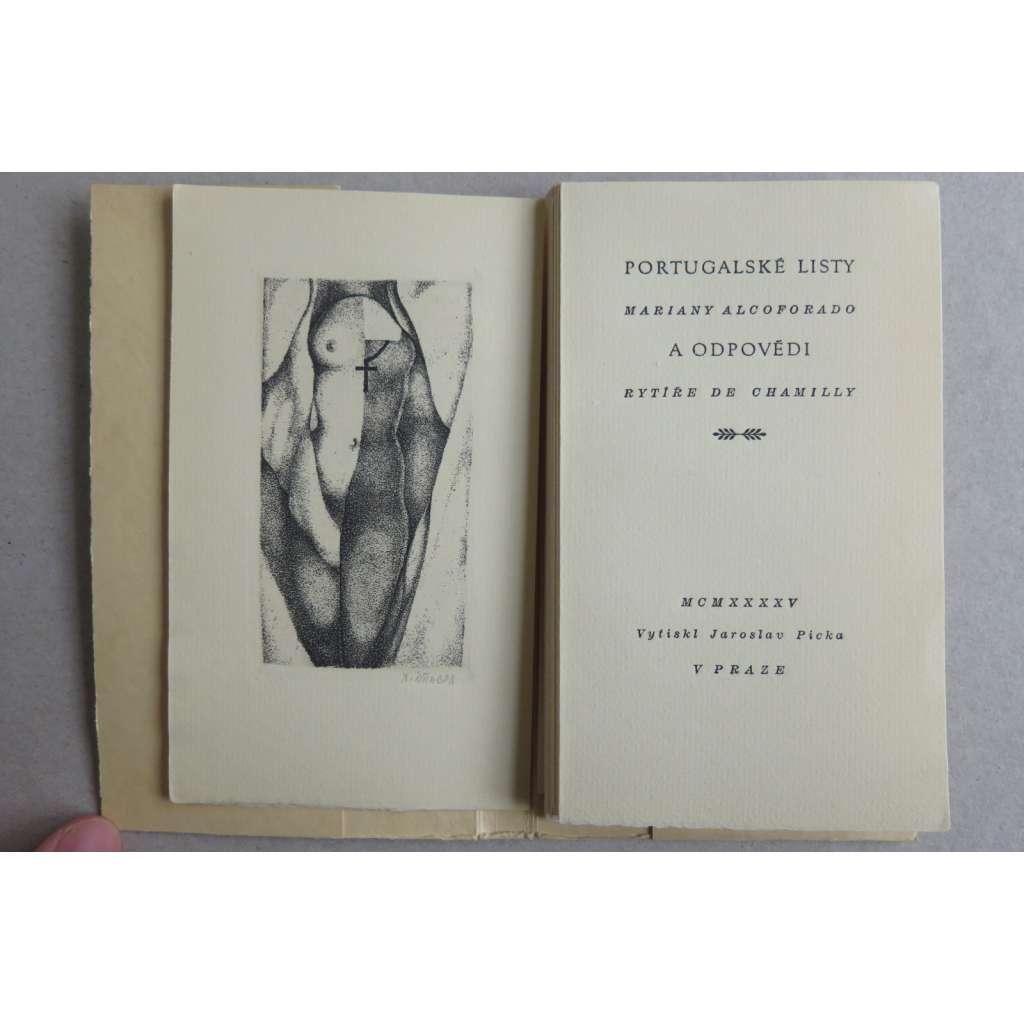 PORTUGALSKÉ LISTY
MARIANY ALCOFORADO
A ODPOVĚDI
RYTÍŘE DE CHAMILLY
MCMXXXXV
Vytiskl Jaroslav Picka
V PRAZE